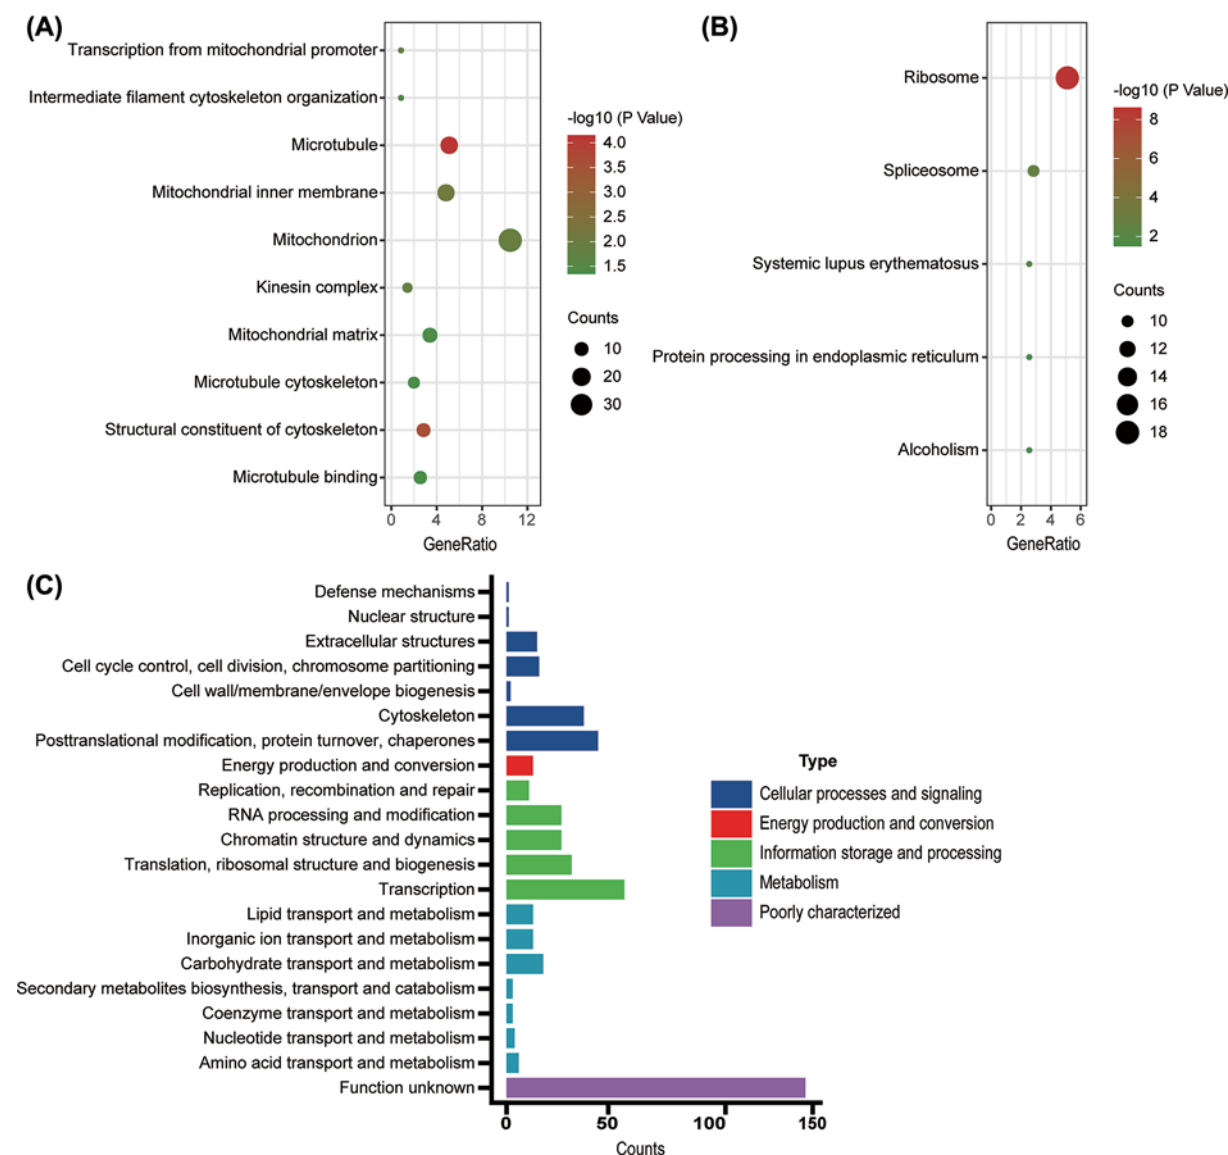 (A)
Transcription from mitochondrial promoter
Intermediate filament cytoskeleton organization
Microtubule
Mitochondrial inner membrane
Mitochondrion
Kinesin complex
Mitochondrial matrix
Microtubule cytoskeleton
Structural constituent of cytoskeleton
Microtubule binding
0 4 8 12
GeneRatio
-log10 (P Value)
4.0
3.5
3.0
2.5
2.0
1.5
Counts
10
20
30
(B)
Ribosome
Spliceosome
Systemic lupus erythematosus
Protein processing in endoplasmic reticulum
Alcoholism
0 2 4 6
GeneRatio
-log10 (P Value)
8
6
4
2
Counts
10
12
14
16
18
(C)
Defense mechanisms
Nuclear structure
Extracellular structures
Cell cycle control, cell division, chromosome partitioning
Cell wall/membrane/envelope biogenesis
Cytoskeleton
Posttranslational modification, protein turnover, chaperones
Energy production and conversion
Replication, recombination and repair
RNA processing and modification
Chromatin structure and dynamics
Translation, ribosomal structure and biogenesis
Transcription
Lipid transport and metabolism
Inorganic ion transport and metabolism
Carbohydrate transport and metabolism
Secondary metabolites biosynthesis, transport and catabolism
Coenzyme transport and metabolism
Nucleotide transport and metabolism
Amino acid transport and metabolism
Function unknown
0 50 100 150
Counts
Type
Cellular processes and signaling
Energy production and conversion
Information storage and processing
Metabolism
Poorly characterized